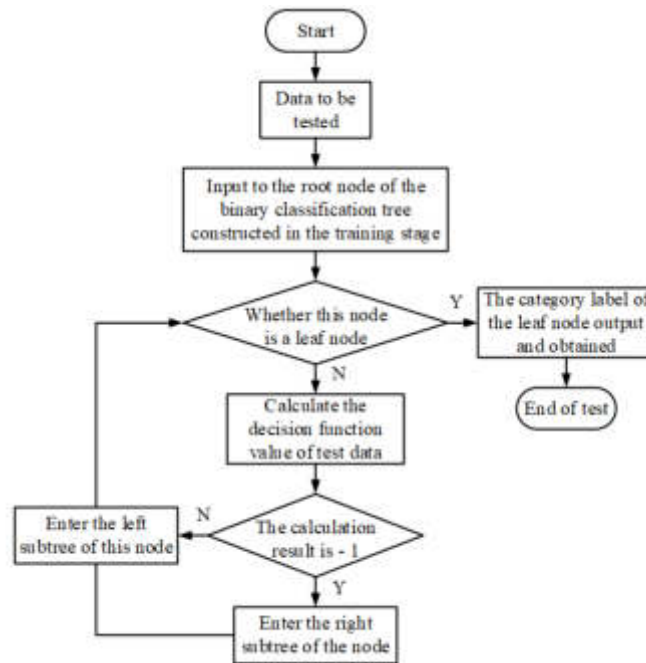 Start
Data to be
tested
Input to the root node of the
binary classification tree
constructed in the training stage
Whether this node
is a leaf node
Y
The category label of
the leaf node output
and obtained
N
End of test
Calculate the
decision function
value of test data
The calculation
result is - 1
N
Enter the left
subtree of this node
Y
Enter the right
subtree of the node